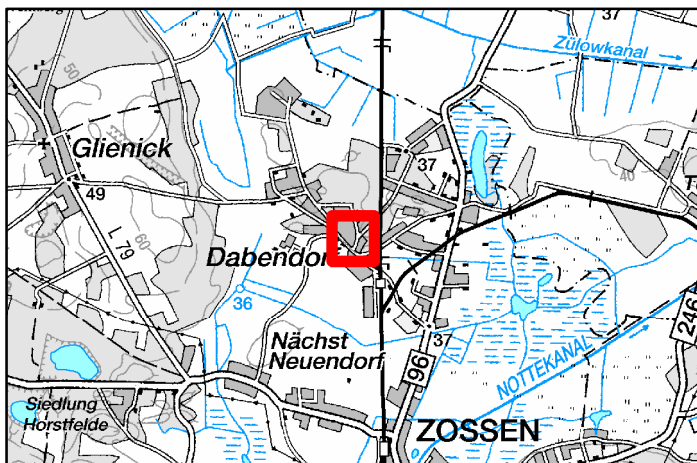 37
Zülowkanal
50
Glienick
37
40
49
T
60
L 79
Dabendorf
36
246
Nächst
Neuendorf
37
96
NOTTEKANAL
Siedlung
Horstfelde
ZOSSEN